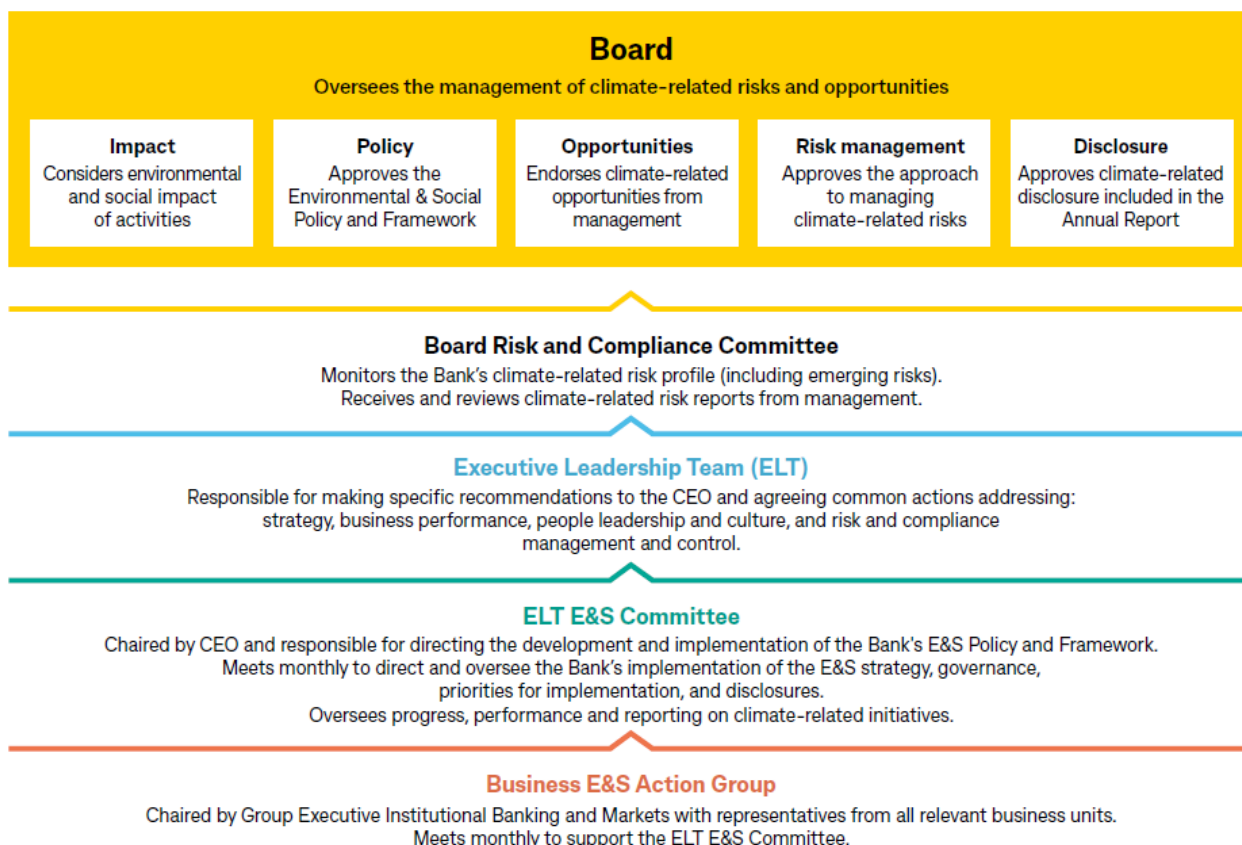 Board
Oversees the management of climate-related risks and opportunities
Impact
Considers environmental
and social impact
of activities
Policy
Approves the
Environmental & Social
Policy and Framework
Opportunities
Endorses climate-related
opportunities from
management
Risk management
Approves the approach
to managing
climate-related risks
Disclosure
Approves climate-related
disclosure included in the
Annual Report
Board Risk and Compliance Committee
Monitors the Bank's climate-related risk profile (including emerging risks).
Receives and reviews climate-related risk reports from management.
Executive Leadership Team (ELT)
Responsible for making specific recommendations to the CEO and agreeing common actions addressing:
strategy, business performance, people leadership and culture, and risk and compliance
management and control.
ELT E&S Committee
Chaired by CEO and responsible for directing the development and implementation of the Bank's E&S Policy and Framework.
Meets monthly to direct and oversee the Bank's implementation of the E&S strategy, governance,
priorities for implementation, and disclosures.
Oversees progress, performance and reporting on climate-related initiatives.
Business E&S Action Group
Chaired by Group Executive Institutional Banking and Markets with representatives from all relevant business units.
Meets monthly to support the ELT E&S Committee.